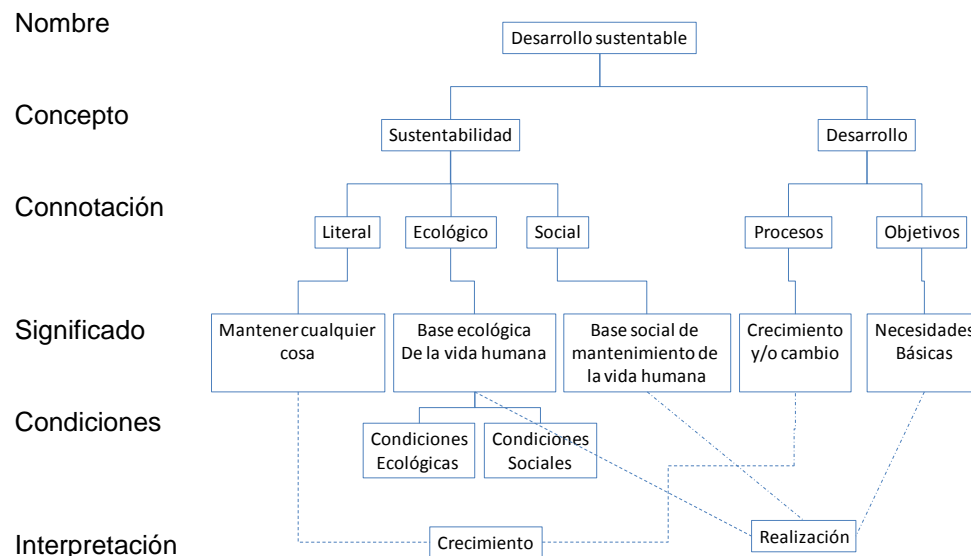 Nombre
Desarrollo sustentable
Concepto
Sustentabilidad
Desarrollo
Connotación
Literal
Ecológico
Social
Procesos
Objetivos
Significado
Mantener cualquier
cosa
Base ecológica
De la vida humana
Base social de
mantenimiento de
la vida humana
Crecimiento
y/o cambio
Necesidades
Básicas
Condiciones
Condiciones
Ecológicas
Condiciones
Sociales
Interpretación
Crecimiento
Realización